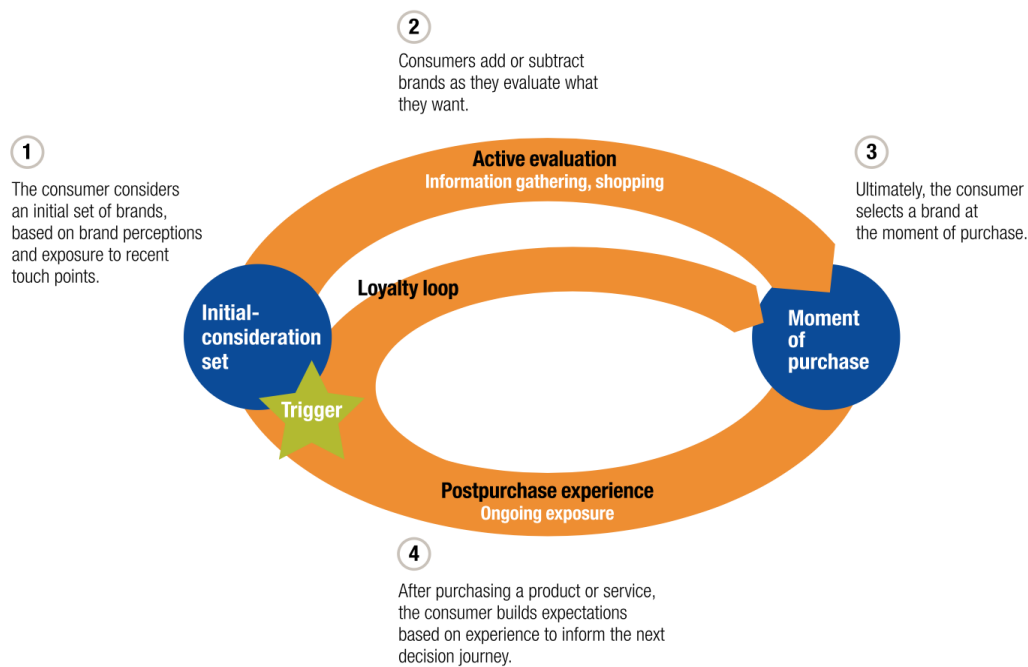 1
The consumer considers
an initial set of brands,
based on brand perceptions
and exposure to recent
touch points.
2
Consumers add or subtract
brands as they evaluate what
they want.
3
Ultimately, the consumer
selects a brand at
the moment of purchase.
Active evaluation
Information gathering, shopping
Loyalty loop
Initial-
consideration
set
Trigger
Moment
of
purchase
Postpurchase experience
Ongoing exposure
4
After purchasing a product or service,
the consumer builds expectations
based on experience to inform the next
decision journey.